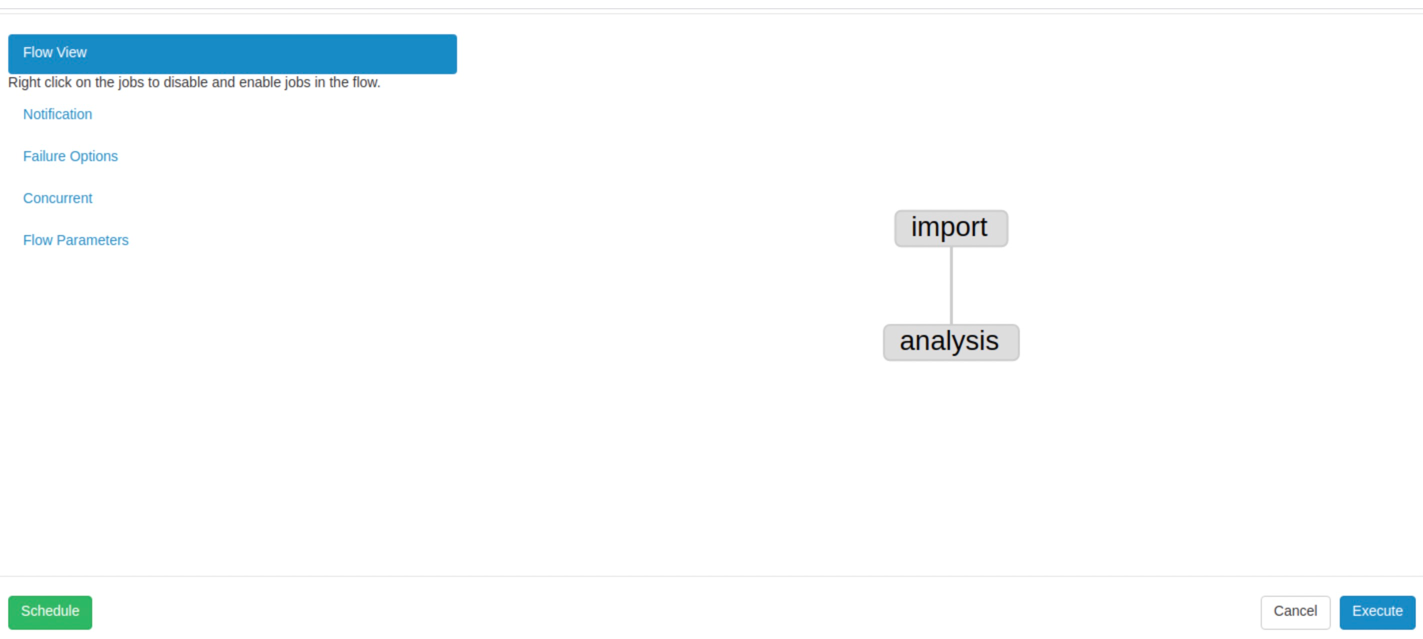 Flow View
Right click on the jobs to disable and enable jobs in the flow.
Notification
Failure Options
Concurrent
Flow Parameters
import
analysis
Schedule
Cancel
Execute